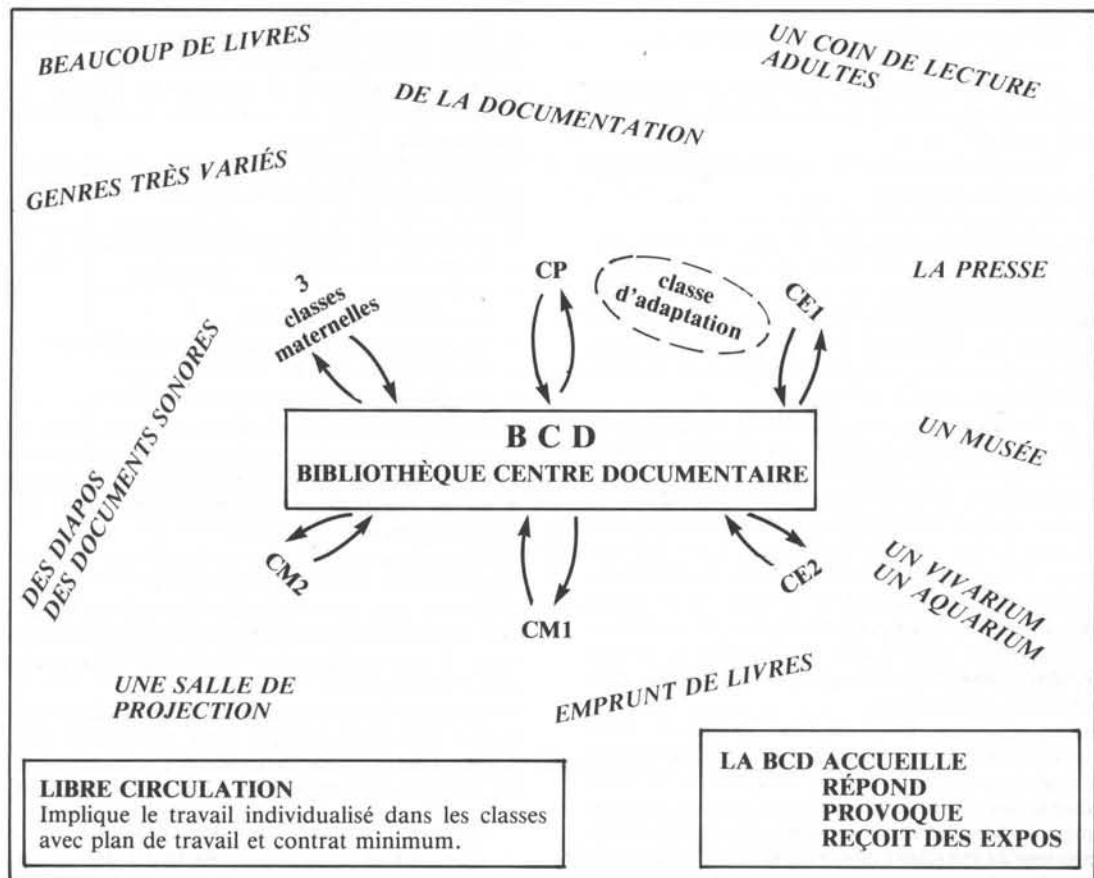 BEAUCOUP DE LIVRES
UN COIN DE LECTURE
ADULTES
DE LA DOCUMENTATION
GENRES TRÈS VARIÉS
LA PRESSE
3
classes
maternelles
CP
classe
d'adaptation
CE1
DES DIAPOS
DES DOCUMENTS SONORES
B C D
BIBLIOTHÈQUE CENTRE DOCUMENTAIRE
UN MUSÉE
CM2
CM1
CE2
UN VIVARIUM
UN AQUARIUM
UNE SALLE DE
PROJECTION
EMPRUNT DE LIVRES
LIBRE CIRCULATION
Implique le travail individualisé dans les classes
avec plan de travail et contrat minimum.
LA BCD ACCUEILLE
RÉPOND
PROVOQUE
REÇOIT DES EXPOS